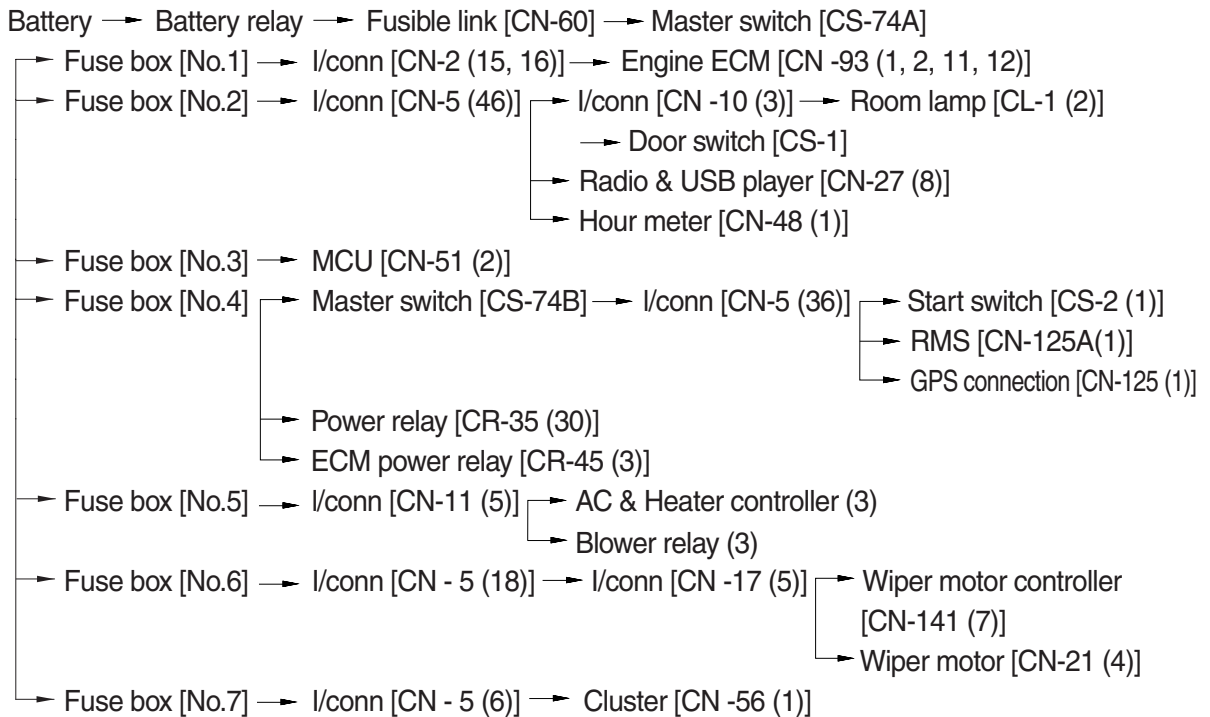 Battery → Battery relay → Fusible link [CN-60] → Master switch [CS-74A]
Fuse box [No.1] → I/conn [CN-2 (15, 16)] → Engine ECM [CN -93 (1, 2, 11, 12)]
Fuse box [No.2] → I/conn [CN-5 (46)] → I/conn [CN -10 (3)] → Room lamp [CL-1 (2)]
→ Door switch [CS-1]
Radio & USB player [CN-27 (8)]
Hour meter [CN-48 (1)]
Fuse box [No.3] → MCU [CN-51 (2)]
Fuse box [No.4] → Master switch [CS-74B] → I/conn [CN-5 (36)] → Start switch [CS-2 (1)]
RMS [CN-125A(1)]
GPS connection [CN-125 (1)]
Power relay [CR-35 (30)]
ECM power relay [CR-45 (3)]
Fuse box [No.5] → I/conn [CN-11 (5)] → AC & Heater controller (3)
Blower relay (3)
Fuse box [No.6] → I/conn [CN - 5 (18)] → I/conn [CN -17 (5)] → Wiper motor controller
[CN-141 (7)]
Wiper motor [CN-21 (4)]
Fuse box [No.7] → I/conn [CN - 5 (6)] → Cluster [CN -56 (1)]